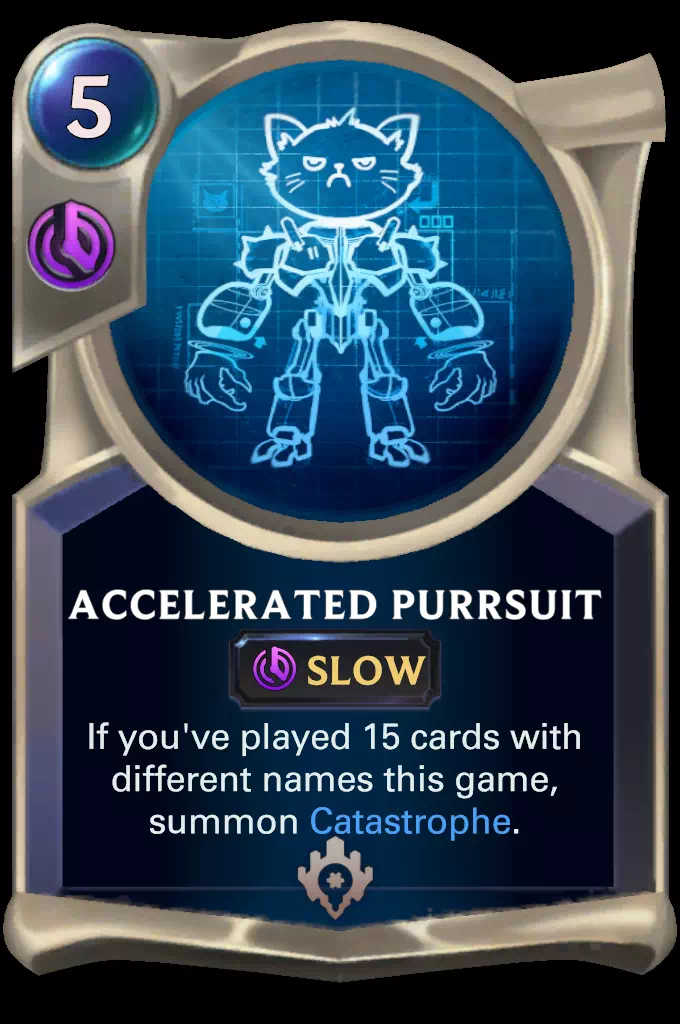 5
ACCELERATED PURRSUIT
SLOW
If you've played 15 cards with
different names this game,
summon Catastrophe.